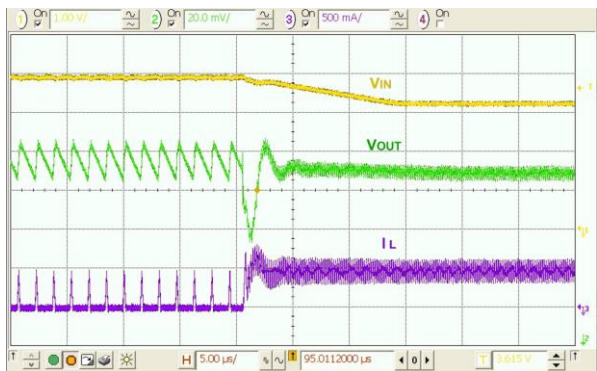 1 On 1.00 V/ 2 On 20.0 mV/ 3 On 500 mA/ 4 On
VIN
VOUT
IL
H 5.00 µs/ 95.0112000 µs 0 T 3.615 V